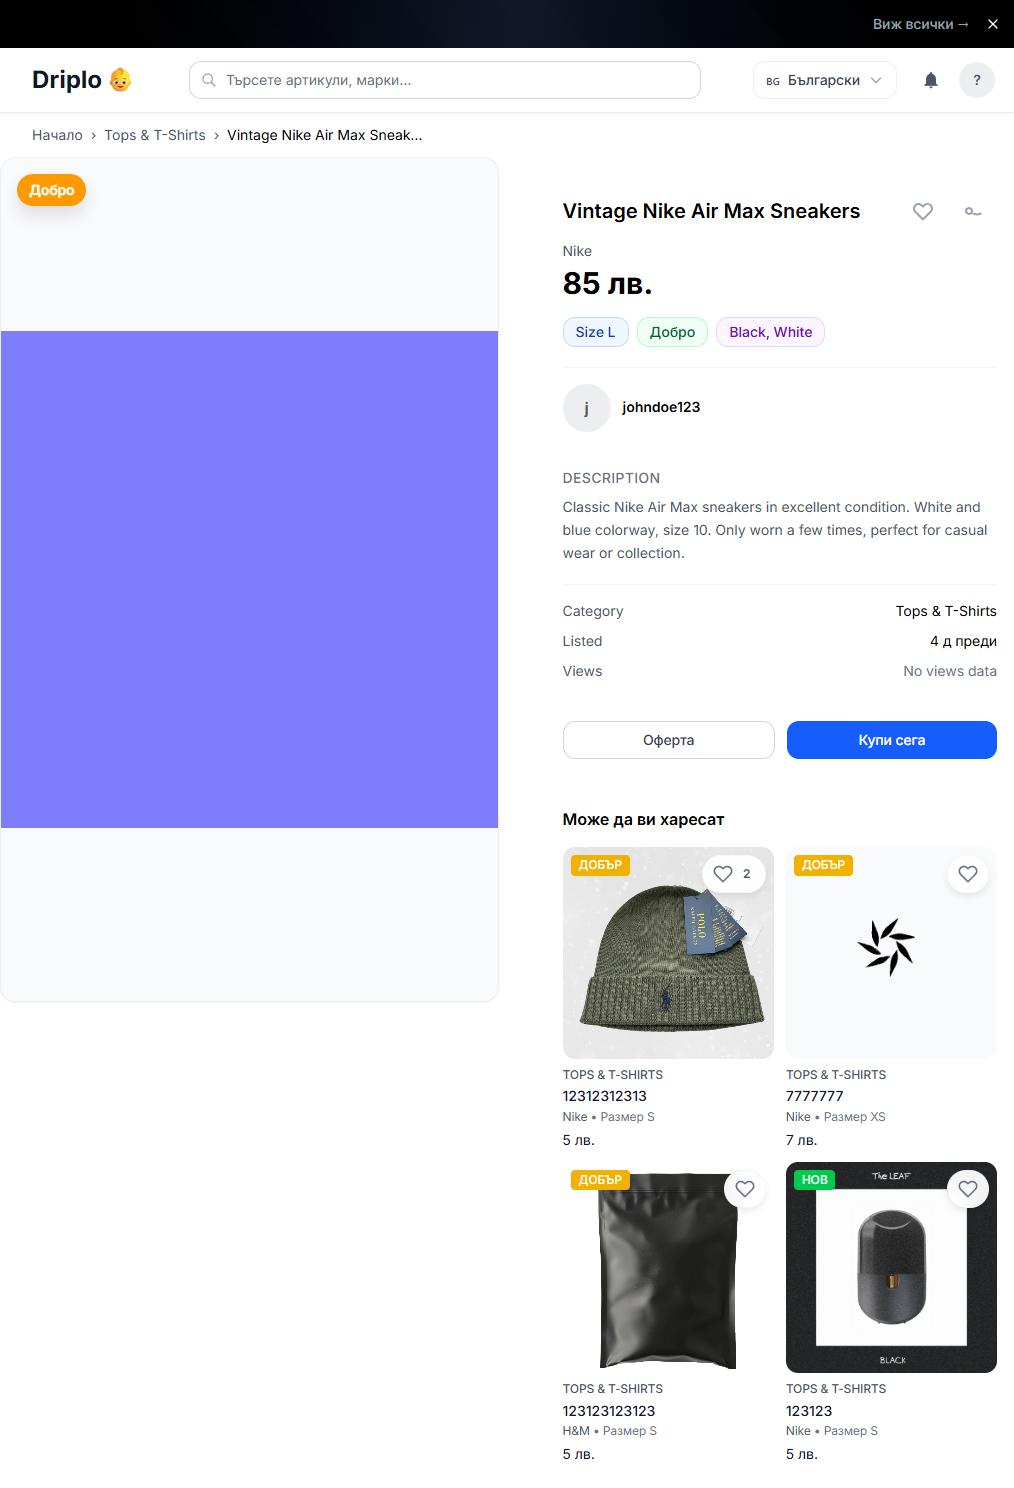 Виж всички →
Driplo
Търсете артикули, марки...
BG Български
?
Начало › Tops & T-Shirts › Vintage Nike Air Max Sneak...
Добро
Vintage Nike Air Max Sneakers
Nike
85 лв.
Size L
Добро
Black, White
j
johndoe123
DESCRIPTION
Classic Nike Air Max sneakers in excellent condition. White and
blue colorway, size 10. Only worn a few times, perfect for casual
wear or collection.
Category Tops & T-Shirts
Listed 4 д преди
Views No views data
Оферта
Купи сега
Може да ви харесат
ДОБЪР
2
POLO
TOPS & T-SHIRTS
12312312313
Nike • Размер S
5 лв.
ДОБЪР
TOPS & T-SHIRTS
7777777
Nike • Размер XS
7 лв.
ДОБЪР
TOPS & T-SHIRTS
123123123123
H&M • Размер S
5 лв.
НОВ
The LEAF
BLACK
TOPS & T-SHIRTS
123123
Nike • Размер S
5 лв.